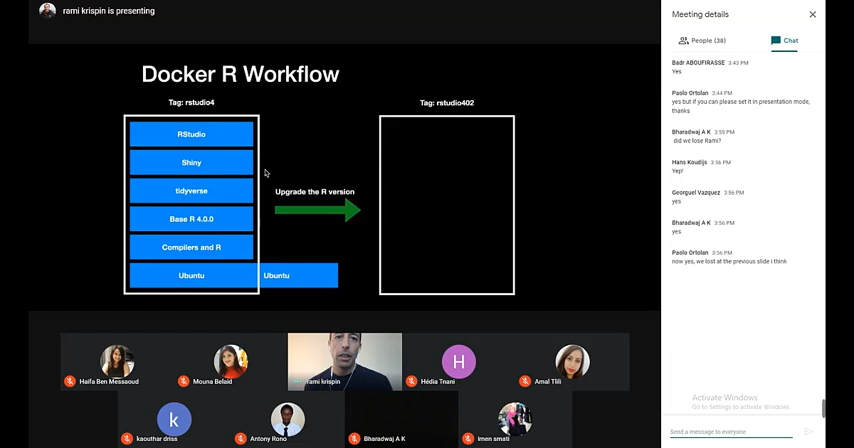 rami krispin is presenting
Docker R Workflow
Tag: rstudio4
RStudio
Shiny
tidyverse
Base R 4.0.0
Compilers and R
Ubuntu
Ubuntu
Upgrade the R version
Tag: rstudio402
Haifa Ben Messaoud
Mouna Belaid
rami krispin
H
Hédia Tnani
Amal Tlili
k
kaouthar driss
Antony Rono
Bharadwaj A K
imen smati
Meeting details
People (38)
Chat
Badr ABOUFIRASSE 3:43 PM
Yes
Paolo Ortolan 3:44 PM
yes but if you can please set it in presentation mode,
thanks
Bharadwaj A K 3:55 PM
did we lose Rami?
Hans Koudijs 3:56 PM
Yep!
Georguel Vazquez 3:56 PM
yes
Bharadwaj A K 3:56 PM
yes
Paolo Ortolan 3:56 PM
now yes, we lost at the previous slide i think
Activate Windows
Go to Settings to activate Windows.
Send a message to everyone